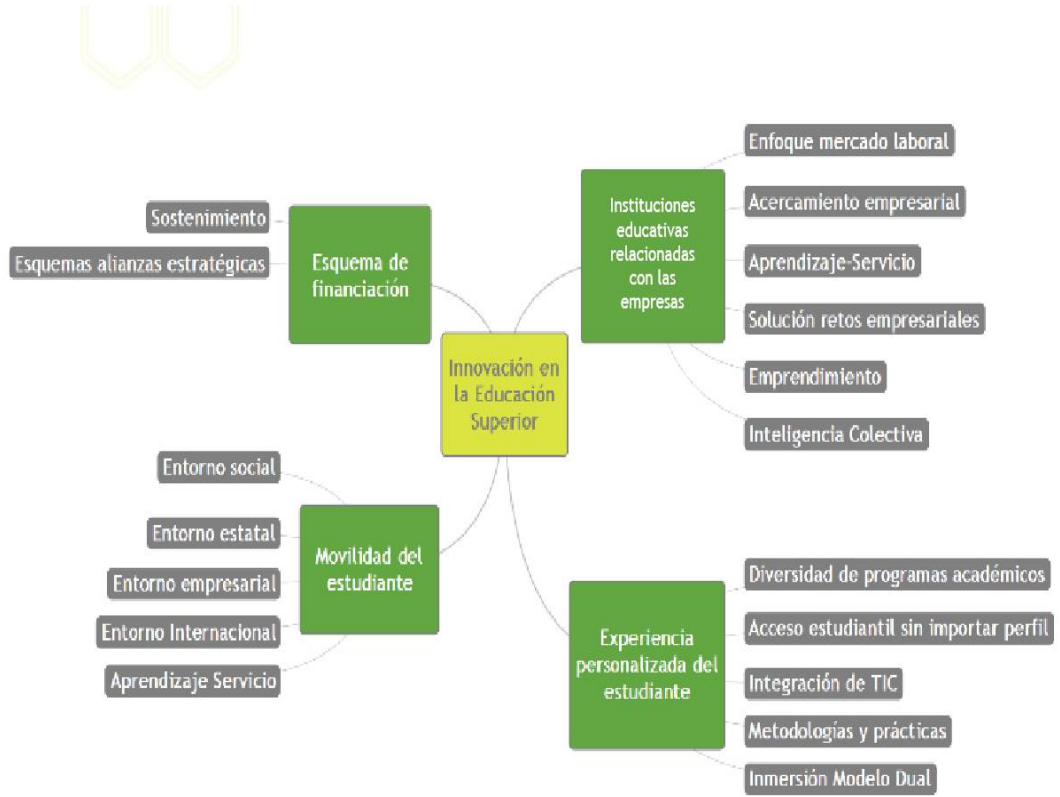 Sostenimiento
Esquemas alianzas estratégicas
Esquema de
financiación
Instituciones
educativas
relacionadas
con las
empresas
Enfoque mercado laboral
Acercamiento empresarial
Aprendizaje-Servicio
Solución retos empresariales
Emprendimiento
Inteligencia Colectiva
Innovación en
la Educación
Superior
Entorno social
Entorno estatal
Entorno empresarial
Entorno Internacional
Aprendizaje Servicio
Movilidad del
estudiante
Experiencia
personalizada del
estudiante
Diversidad de programas académicos
Acceso estudiantil sin importar perfil
Integración de TIC
Metodologías y prácticas
Inmersión Modelo Dual